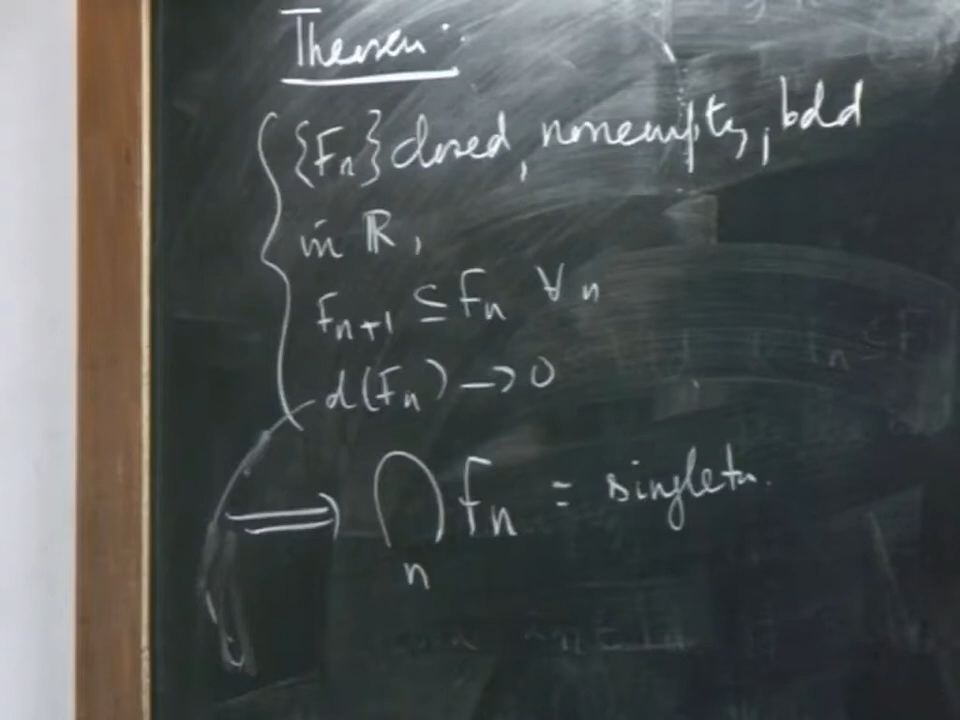 Theorem:
{Fn} closed, nonempty, bdd
in ℝ,
Fn+1 ⊆ Fn ∀n
d(Fn) → 0
⟹ ⋂n Fn = singleton.